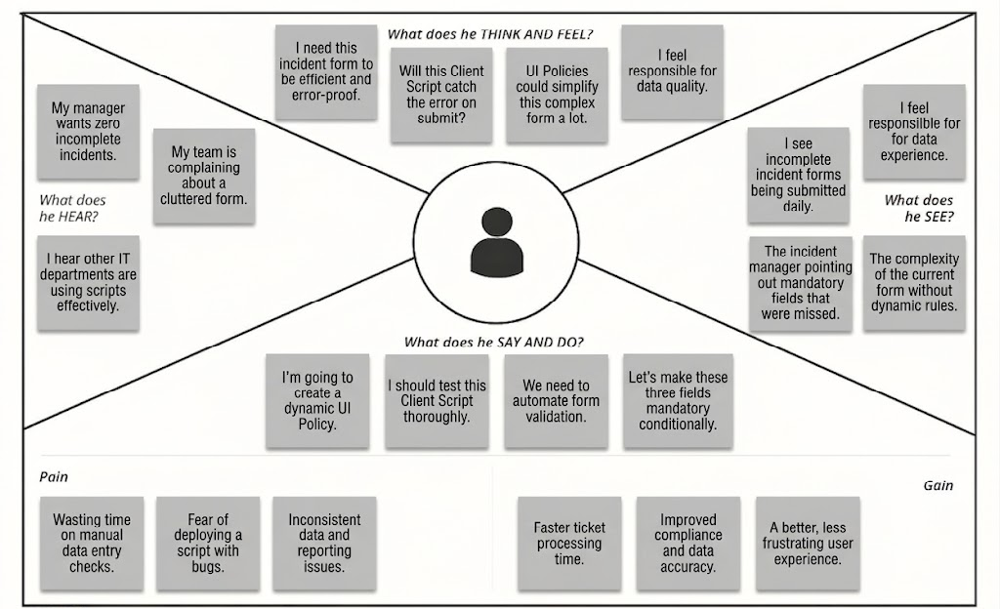 What does he THINK AND FEEL?
I need this
incident form to
be efficient and
error-proof.
Will this Client
Script catch
the error on
submit?
UI Policies
could simplify
this complex
form a lot.
I feel
responsible for
data quality.
My manager
wants zero
incomplete
incidents.
My team is
complaining
about a
cluttered form.
What does
he HEAR?
I hear other IT
departments are
using scripts
effectively.
I see
incomplete
incident forms
being submitted
daily.
I feel
responsilble for
for data
experience.
What does
he SEE?
The incident
manager pointing
out mandatory
fields that
were missed.
The complexity
of the current
form without
dynamic rules.
What does he SAY AND DO?
I'm going to
create a
dynamic UI
Policy.
I should test this
Client Script
thoroughly.
We need to
automate form
validation.
Let's make these
three fields
mandatory
conditionally.
Pain
Wasting time
on manual
data entry
checks.
Fear of
deploying a
script with
bugs.
Inconsistent
data and
reporting
issues.
Gain
Faster ticket
processing
time.
Improved
compliance
and data
accuracy.
A better, less
frustrating user
experience.